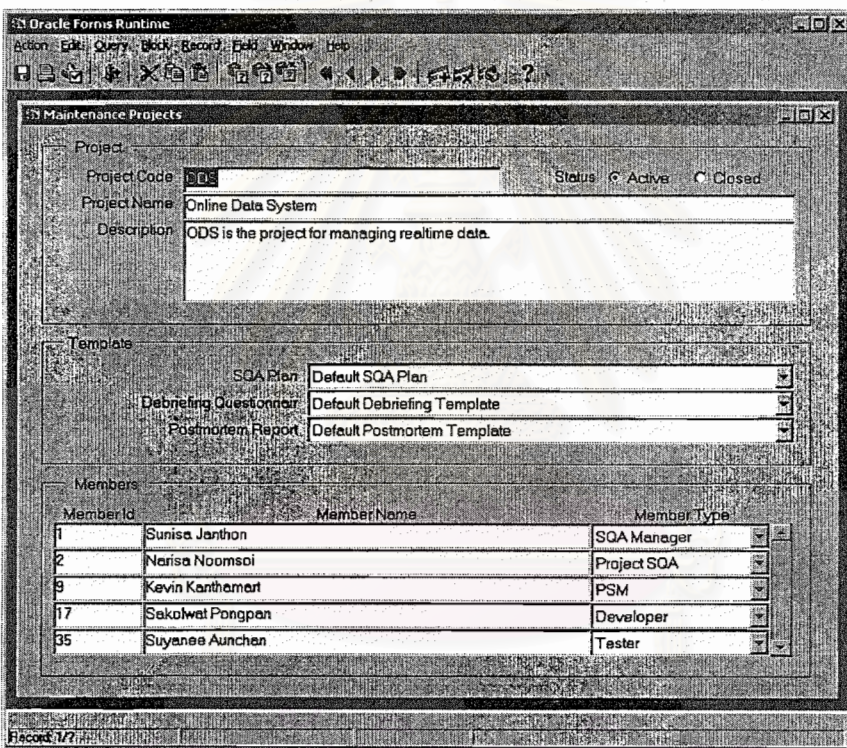 Oracle Forms Runtime
Action Edit Query Block Record Field Window Help
?
Maintenance Projects
Project
Project Code ODS Status Active Closed
Project Name Online Data System
Description ODS is the project for managing realtime data.
Template
SQA Plan Default SQA Plan
Debriefing Questionnair Default Debriefing Template
Postmortem Report Default Postmortem Template
Members
Member Id Member Name Member Type
1 Sunisa Janthon SQA Manager
2 Narisa Noomsoi Project SQA
9 Kevin Kanthamart PSM
17 Sakolwat Pongpan Developer
35 Suyanee Aunchan Tester
Record: 1/?